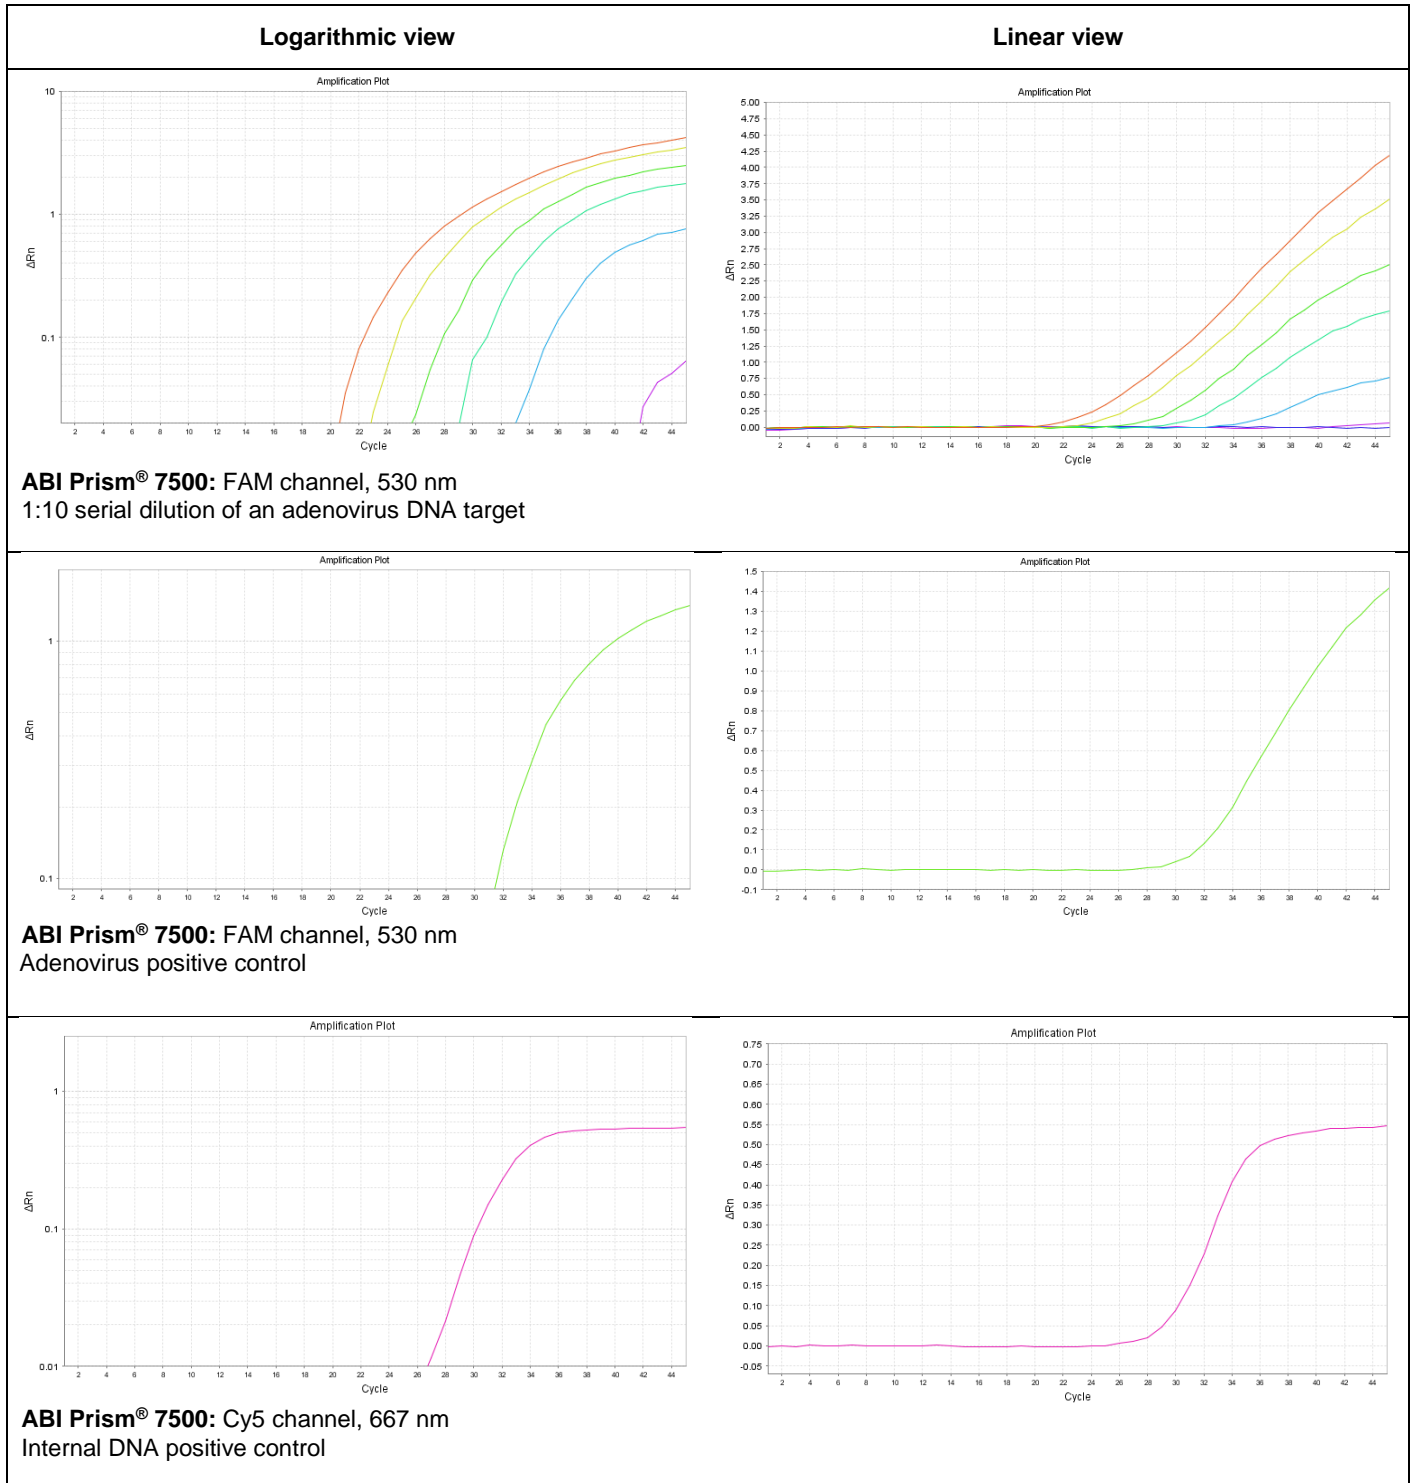 Logarithmic view
Linear view
Amplification Plot
10
1
0.1
ΔRn
2 4 6 8 10 12 14 16 18 20 22 24 26 28 30 32 34 36 38 40 42 44
Cycle
Amplification Plot
5.00
4.75
4.50
4.25
4.00
3.75
3.50
3.25
3.00
2.75
2.50
2.25
2.00
1.75
1.50
1.25
1.00
0.75
0.50
0.25
0.00
ΔRn
2 4 6 8 10 12 14 16 18 20 22 24 26 28 30 32 34 36 38 40 42 44
Cycle
ABI Prism® 7500: FAM channel, 530 nm
1:10 serial dilution of an adenovirus DNA target
Amplification Plot
1
0.1
ΔRn
2 4 6 8 10 12 14 16 18 20 22 24 26 28 30 32 34 36 38 40 42 44
Cycle
Amplification Plot
1.5
1.4
1.3
1.2
1.1
1.0
0.9
0.8
0.7
0.6
0.5
0.4
0.3
0.2
0.1
0.0
-0.1
ΔRn
2 4 6 8 10 12 14 16 18 20 22 24 26 28 30 32 34 36 38 40 42 44
Cycle
ABI Prism® 7500: FAM channel, 530 nm
Adenovirus positive control
Amplification Plot
1
0.1
0.01
ΔRn
2 4 6 8 10 12 14 16 18 20 22 24 26 28 30 32 34 36 38 40 42 44
Cycle
Amplification Plot
0.75
0.70
0.65
0.60
0.55
0.50
0.45
0.40
0.35
0.30
0.25
0.20
0.15
0.10
0.05
0.00
-0.05
ΔRn
2 4 6 8 10 12 14 16 18 20 22 24 26 28 30 32 34 36 38 40 42 44
Cycle
ABI Prism® 7500: Cy5 channel, 667 nm
Internal DNA positive control